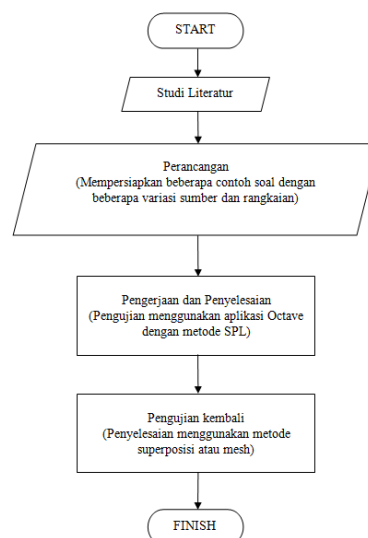 START
Studi Literatur
Perancangan
(Mempersiapkan beberapa contoh soal dengan
beberapa variasi sumber dan rangkaian)
Pengerjaan dan Penyelesaian
(Pengujian menggunakan aplikasi Octave
dengan metode SPL)
Pengujian kembali
(Penyelesaian menggunakan metode
superposisi atau mesh)
FINISH